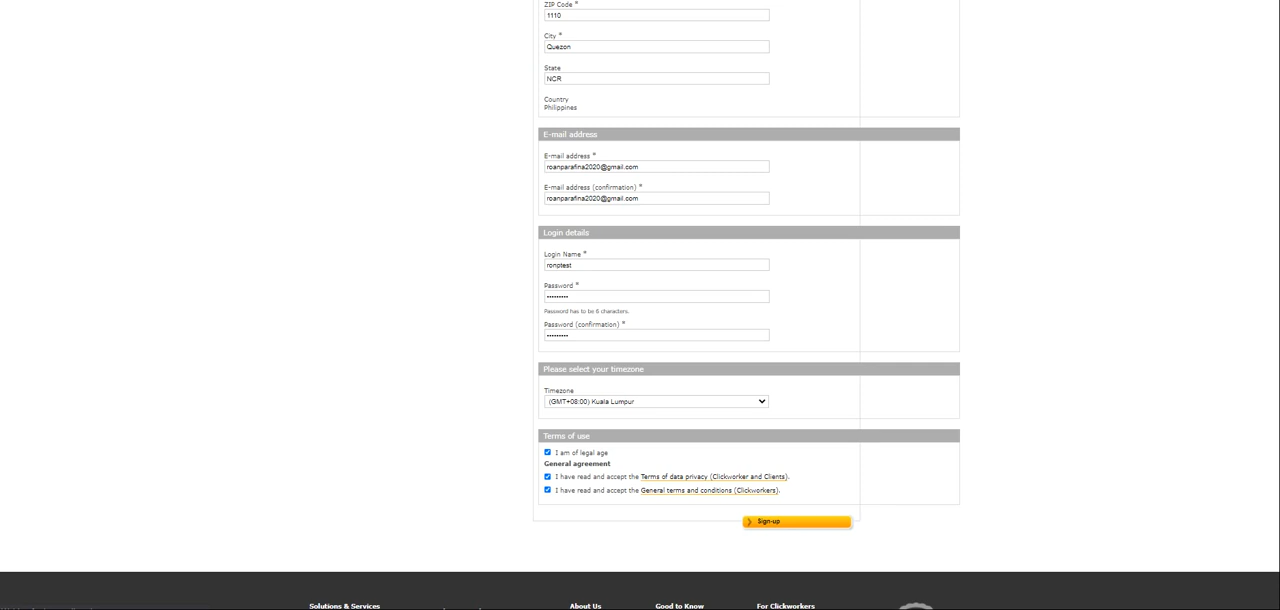 ZIP Code *
1110
City *
Quezon
State
NCR
Country
Philippines
E-mail address
E-mail address *
roanparafina2020@gmail.com
E-mail address (confirmation) *
roanparafina2020@gmail.com
Login details
Login Name *
ronptest
Password *
•••••••••
Password has to be 6 characters.
Password (confirmation) *
•••••••••
Please select your timezone
Timezone
(GMT+08:00) Kuala Lumpur
Terms of use
I am of legal age
General agreement
I have read and accept the Terms of data privacy (Clickworker and Clients).
I have read and accept the General terms and conditions (Clickworkers).
Sign-up
Solutions & Services About Us Good to Know For Clickworkers